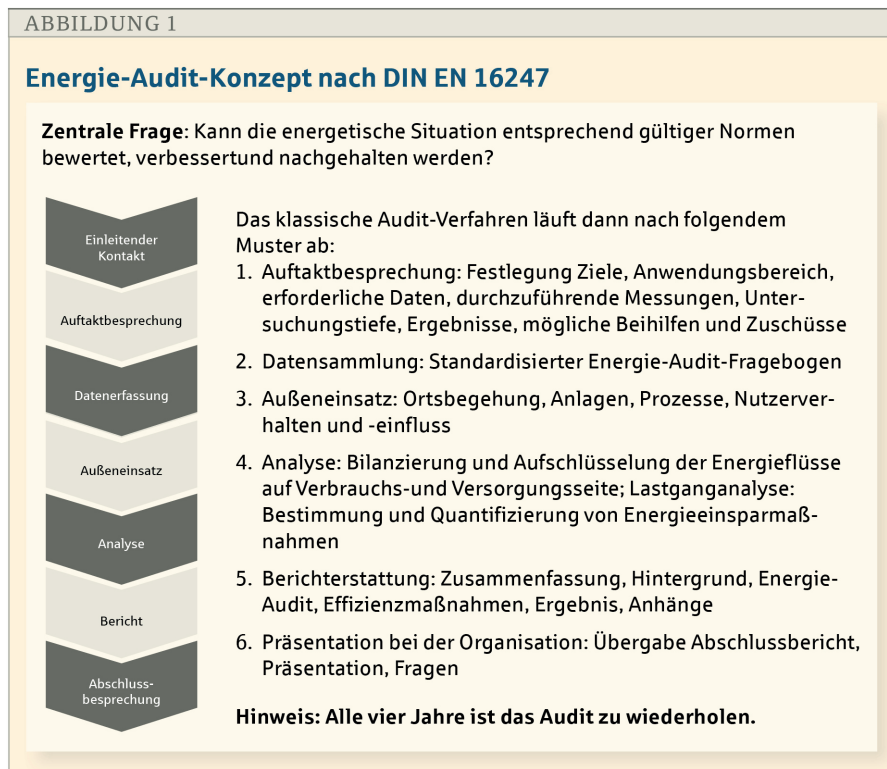 ABBILDUNG 1
Energie-Audit-Konzept nach DIN EN 16247
Zentrale Frage: Kann die energetische Situation entsprechend gültiger Normen
bewertet, verbessertund nachgehalten werden?
Einleitender
Kontakt
Auftaktbesprechung
Datenerfassung
Außeneinsatz
Analyse
Bericht
Abschluss-
besprechung
Das klassische Audit-Verfahren läuft dann nach folgendem
Muster ab:
1. Auftaktbesprechung: Festlegung Ziele, Anwendungsbereich,
erforderliche Daten, durchzuführende Messungen, Unter-
suchungstiefe, Ergebnisse, mögliche Beihilfen und Zuschüsse
2. Datensammlung: Standardisierter Energie-Audit-Fragebogen
3. Außeneinsatz: Ortsbegehung, Anlagen, Prozesse, Nutzerver-
halten und -einfluss
4. Analyse: Bilanzierung und Aufschlüsselung der Energieflüsse
auf Verbrauchs-und Versorgungsseite; Lastganganalyse:
Bestimmung und Quantifizierung von Energieeinsparmaß-
nahmen
5. Berichterstattung: Zusammenfassung, Hintergrund, Energie-
Audit, Effizienzmaßnahmen, Ergebnis, Anhänge
6. Präsentation bei der Organisation: Übergabe Abschlussbericht,
Präsentation, Fragen
Hinweis: Alle vier Jahre ist das Audit zu wiederholen.